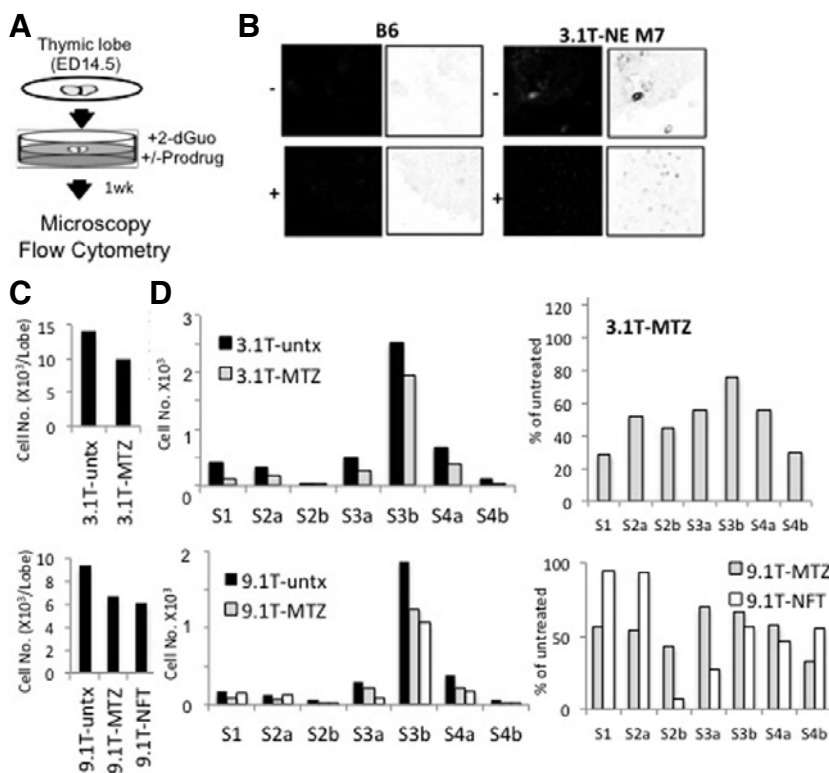 A
Thymic lobe
(ED14.5)
+2-dGuo
+/-Prodrug
1wk
Microscopy
Flow Cytometry
B
B6
3.1T-NE M7
-
-
+
+
C
Cell No. (X10³/Lobe)
15
10
5
0
3.1T-untx
3.1T-MTZ
Cell No. (X10³/Lobe)
10
8
6
4
2
0
9.1T-untx
9.1T-MTZ
9.1T-NFT
D
Cell No. X10³
3
2
1
0
3.1T-untx
3.1T-MTZ
S1 S2a S2b S3a S3b S4a S4b
% of untreated
120
100
80
60
40
20
0
3.1T-MTZ
S1 S2a S2b S3a S3b S4a S4b
Cell No. X10³
2
1
0
9.1T-untx
9.1T-MTZ
S1 S2a S2b S3a S3b S4a S4b
% of untreated
100
50
0
9.1T-MTZ
9.1T-NFT
S1 S2a S2b S3a S3b S4a S4b